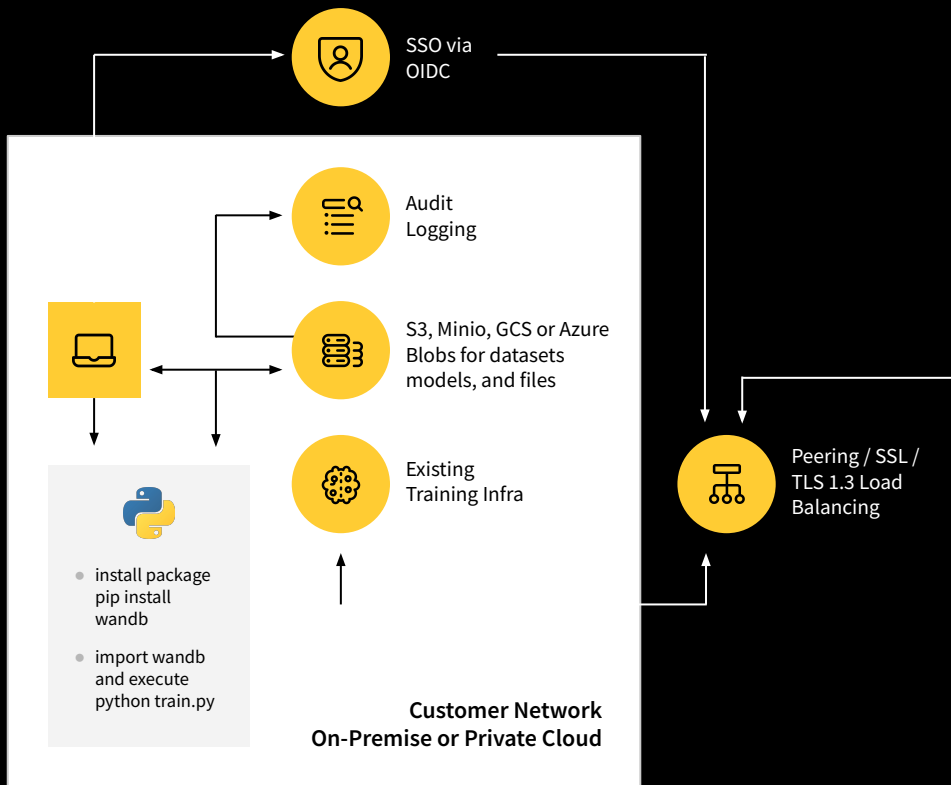 SSO via
OIDC
Audit
Logging
S3, Minio, GCS or Azure
Blobs for datasets
models, and files
Existing
Training Infra
Peering / SSL /
TLS 1.3 Load
Balancing
install package
pip install
wandb
import wandb
and execute
python train.py
Customer Network
On-Premise or Private Cloud